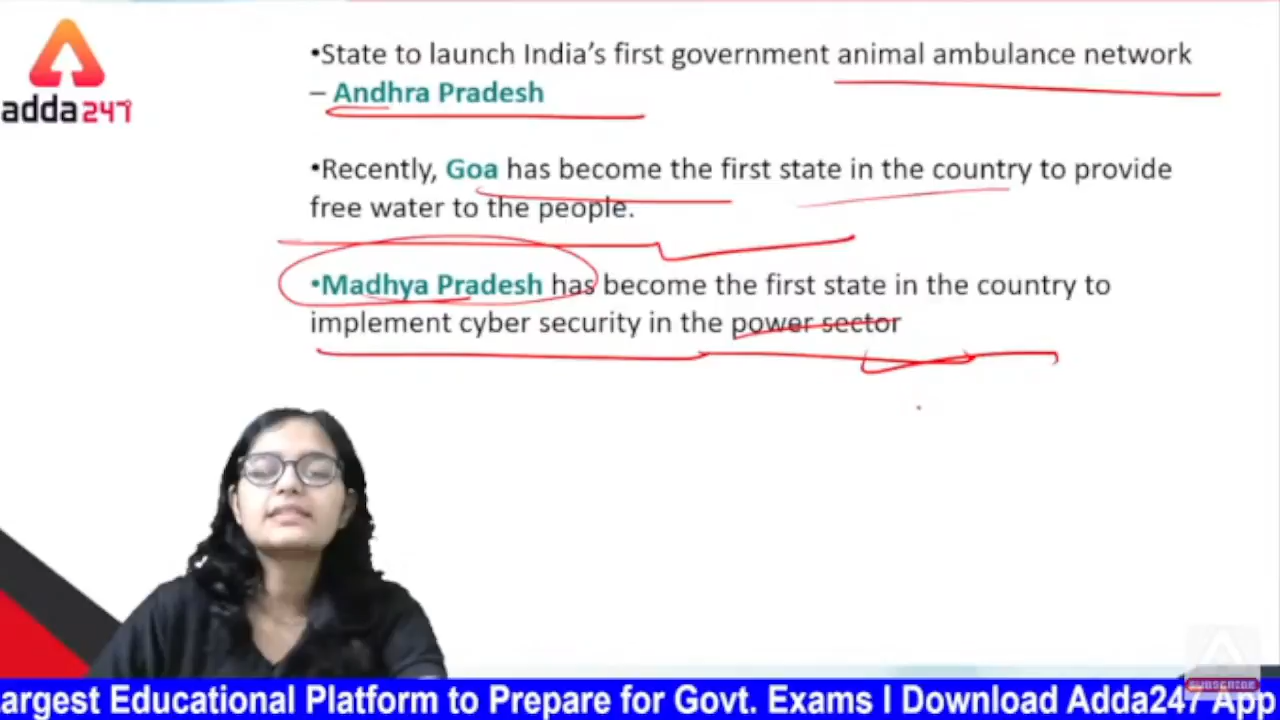 •State to launch India's first government animal ambulance network
– Andhra Pradesh
adda247
•Recently, Goa has become the first state in the country to provide
free water to the people.
•Madhya Pradesh has become the first state in the country to
implement cyber security in the power sector
SUBSCRIBE
argest Educational Platform to Prepare for Govt. Exams I Download Adda247 App